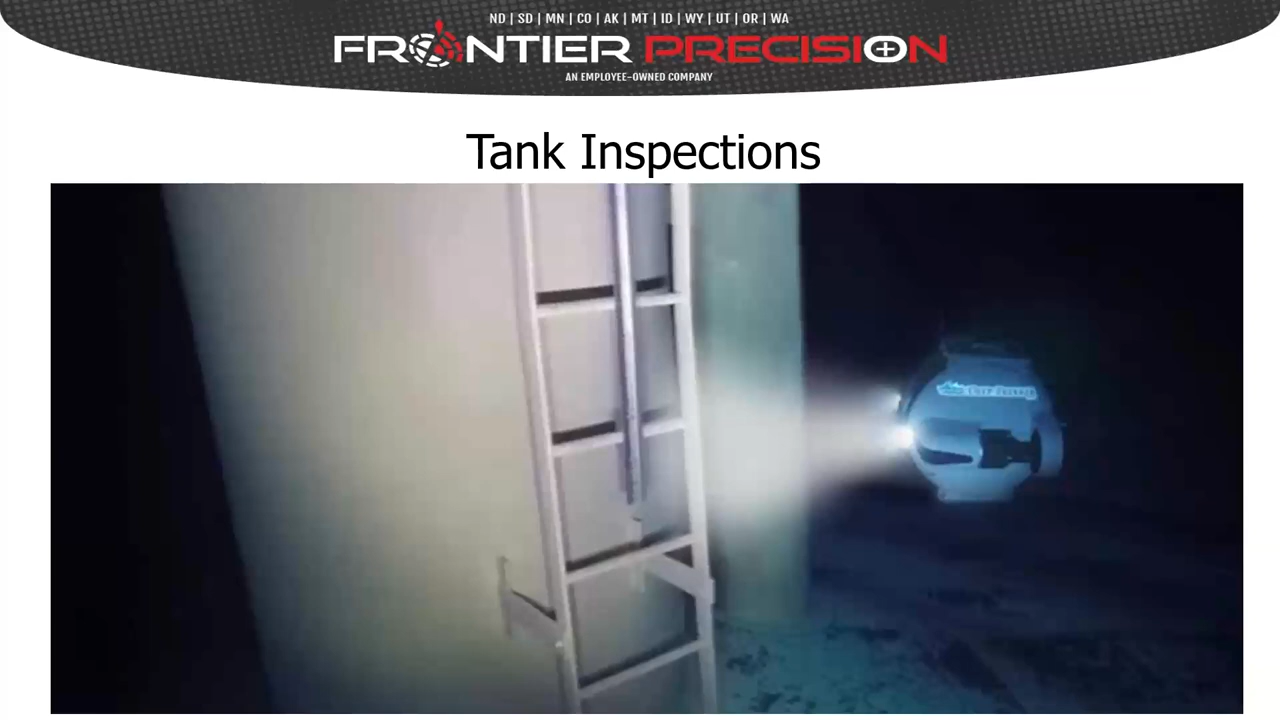 ND | SD | MN | CO | AK | MT | ID | WY | UT | OR | WA
FRONTIER PRECISION
AN EMPLOYEE-OWNED COMPANY
Tank Inspections